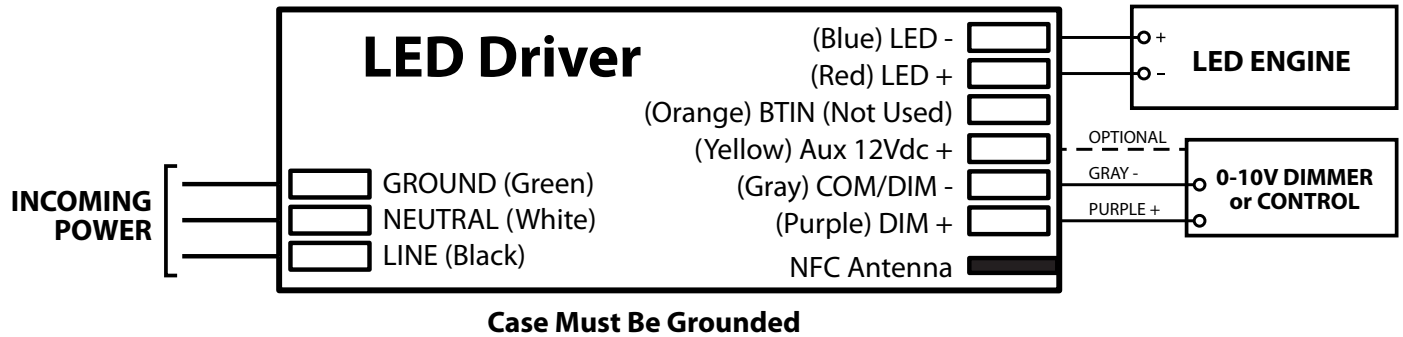 LED Driver
(Blue) LED -
(Red) LED +
(Orange) BTIN (Not Used)
(Yellow) Aux 12Vdc +
(Gray) COM/DIM -
(Purple) DIM +
NFC Antenna
INCOMING
POWER
GROUND (Green)
NEUTRAL (White)
LINE (Black)
+
-
LED ENGINE
OPTIONAL
GRAY -
PURPLE +
0-10V DIMMER
or CONTROL
Case Must Be Grounded